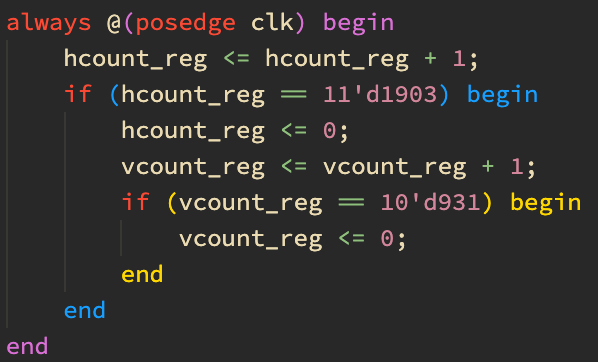 always @(posedge clk) begin
    hcount_reg <= hcount_reg + 1;
    if (hcount_reg == 11'd1903) begin
        hcount_reg <= 0;
        vcount_reg <= vcount_reg + 1;
        if (vcount_reg == 10'd931) begin
            vcount_reg <= 0;
        end
    end
end